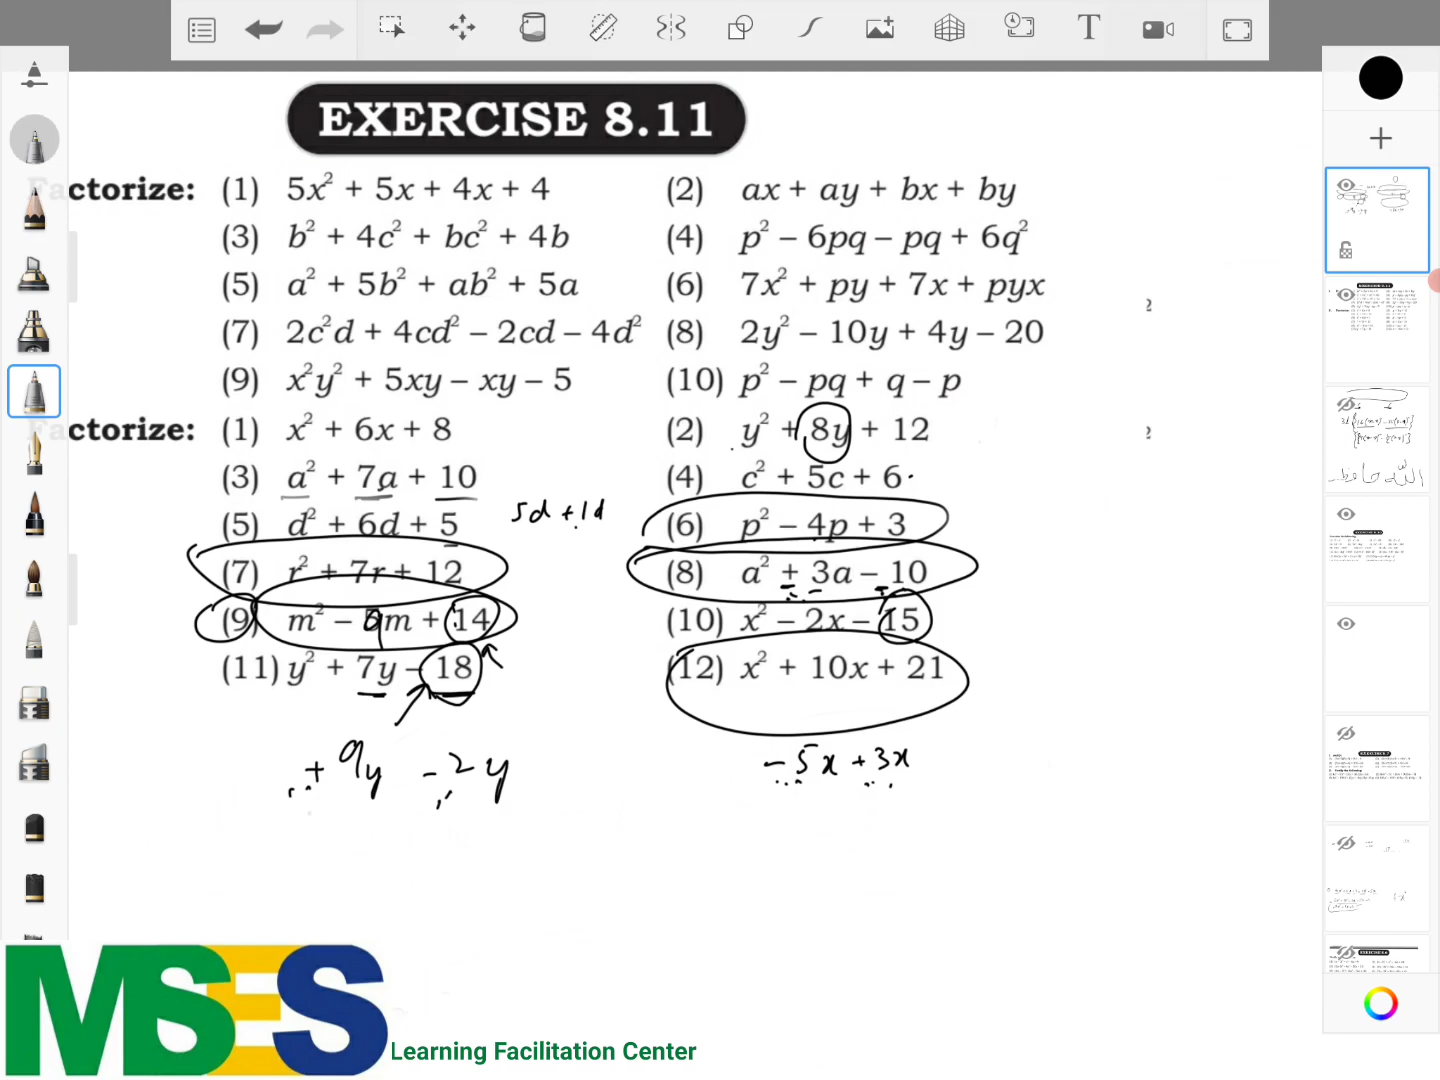 EXERCISE 8.11
Factorize: (1) 5x² + 5x + 4x + 4 (2) ax + ay + bx + by
(3) b² + 4c² + bc² + 4b (4) p² – 6pq – pq + 6q²
(5) a² + 5b² + ab² + 5a (6) 7x² + py + 7x + pyx
(7) 2c²d + 4cd² – 2cd – 4d² (8) 2y² – 10y + 4y – 20
(9) x²y² + 5xy – xy – 5 (10) p² – pq + q – p
Factorize: (1) x² + 6x + 8 (2) y² + 8y + 12
(3) a² + 7a + 10 (4) c² + 5c + 6
5d + 1d
(5) d² + 6d + 5 (6) p² – 4p + 3
(7) r² + 7r + 12 (8) a² + 3a – 10
(9) m² – 9m + 14 (10) x² – 2x – 15
(11) y² + 7y – 18 (12) x² + 10x + 21
+ 9y – 2y – 5x + 3x
MSES
Learning Facilitation Center